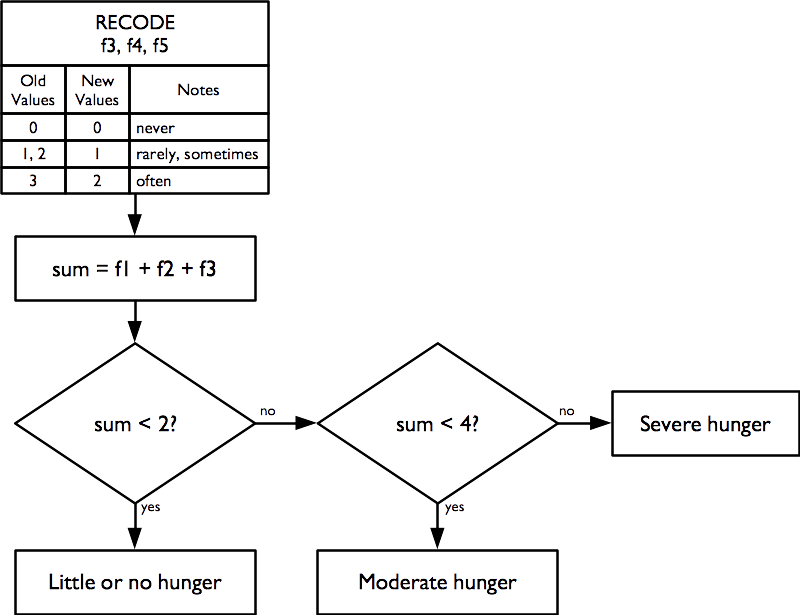 RECODE
f3, f4, f5
Old Values
New Values
Notes
0 0 never
1, 2 1 rarely, sometimes
3 2 often
sum = f1 + f2 + f3
sum < 2?
no
sum < 4?
no
Severe hunger
yes
yes
Little or no hunger
Moderate hunger